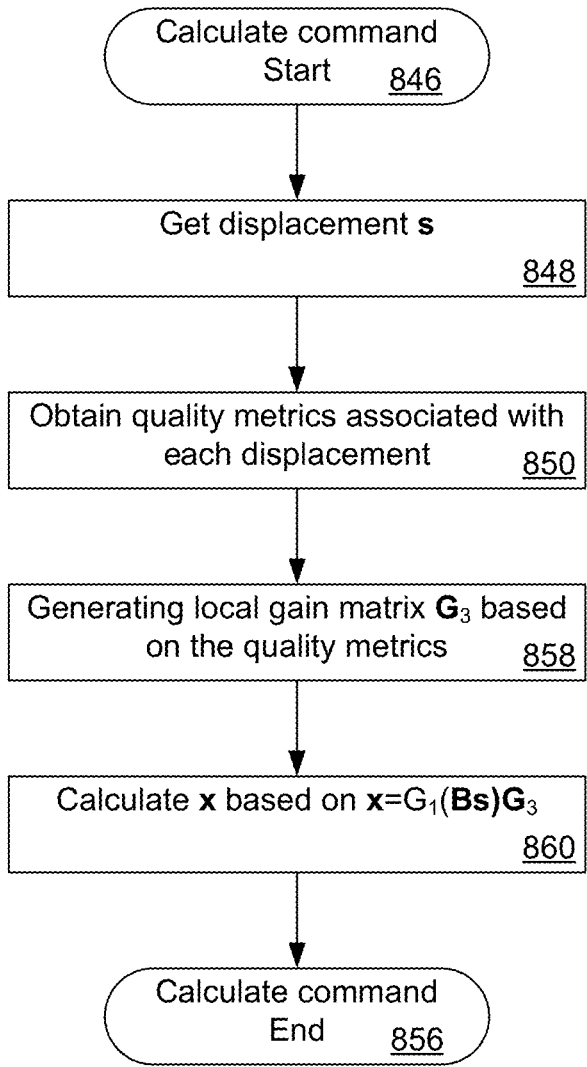 Calculate command
Start
846
Get displacement s
848
Obtain quality metrics associated with
each displacement
850
Generating local gain matrix G₃ based
on the quality metrics
858
Calculate x based on x=G₁(Bs)G₃
860
Calculate command
End
856